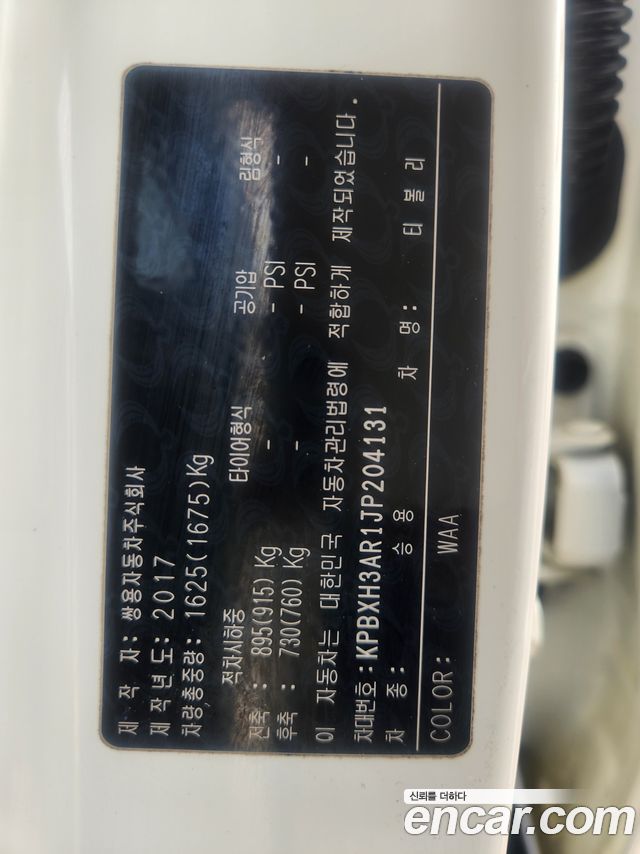 제 작 자: 쌍용자동차주식회사
제작년도: 2017
차량총중량: 1625(1675)Kg
적차시하중 타이어형식 공기압 림형식
전축 : 895(915) Kg - - PSI -
후축 : 730(760) Kg - - PSI -
이 자동차는 대한민국 자동차관리법령에 적합하게 제작되었습니다.
차대번호: KPBXH3AR1JP204131
차 종: 승용 차 명: 티볼리
COLOR: WAA
신뢰를 더하다
encar.com